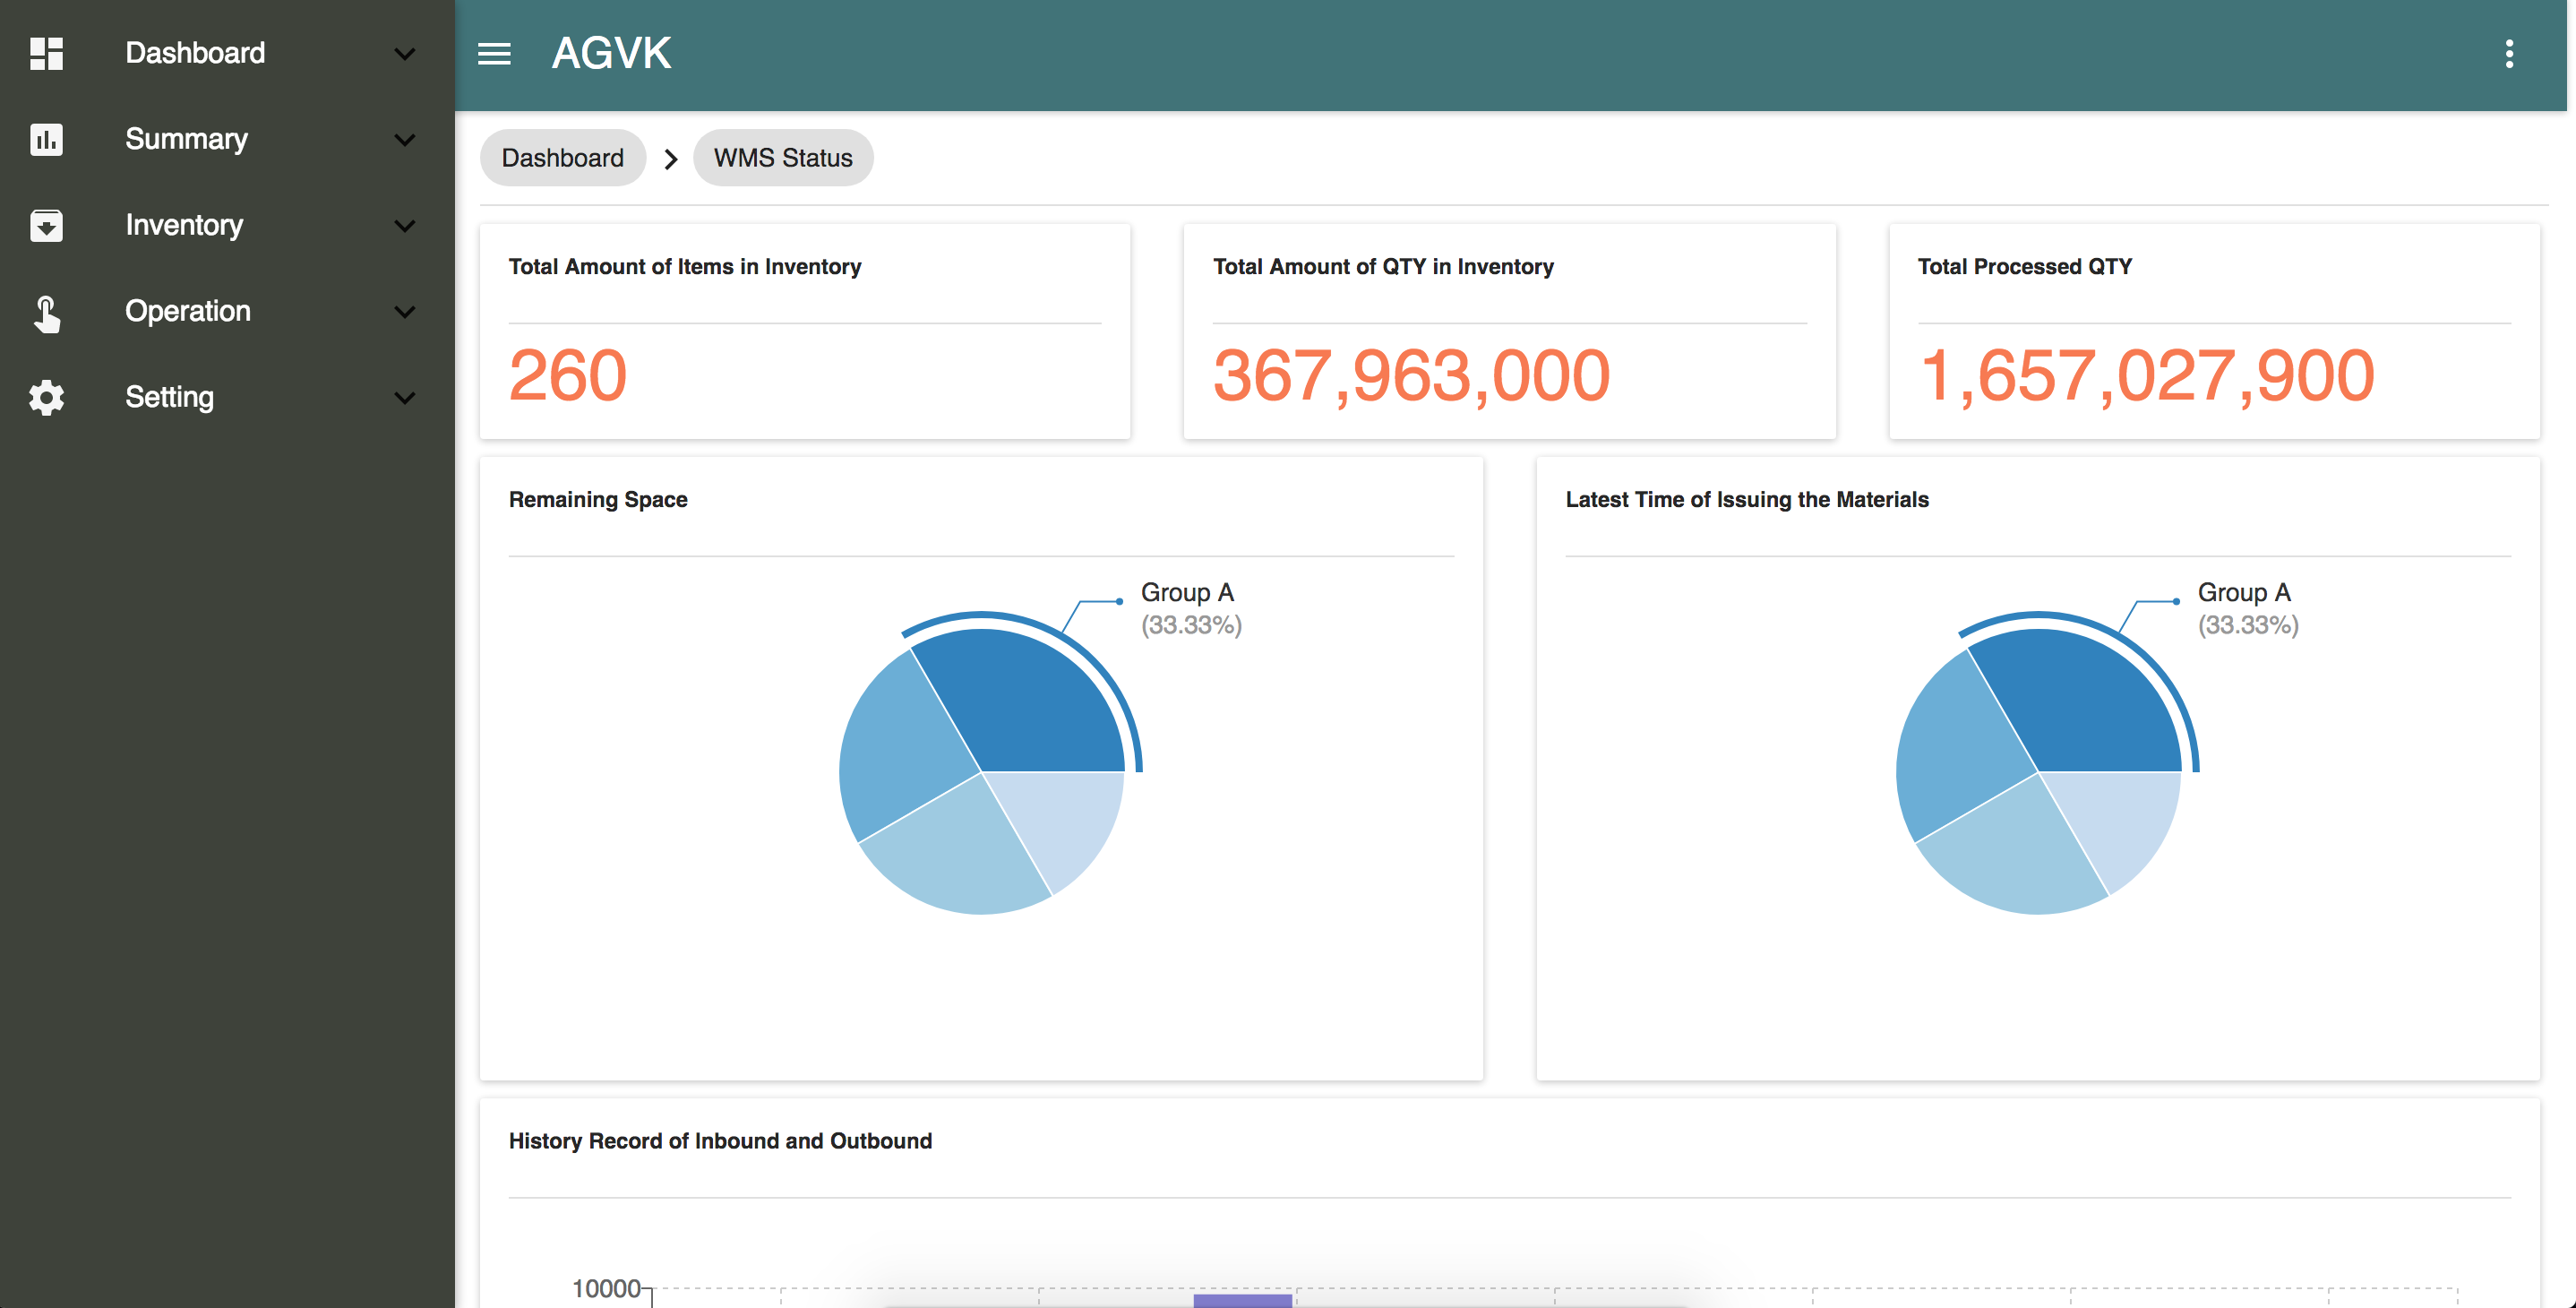 Dashboard
Summary
Inventory
Operation
Setting
AGVK
Dashboard
WMS Status
Total Amount of Items in Inventory
260
Total Amount of QTY in Inventory
367,963,000
Total Processed QTY
1,657,027,900
Remaining Space
Group A
(33.33%)
Latest Time of Issuing the Materials
Group A
(33.33%)
History Record of Inbound and Outbound
10000